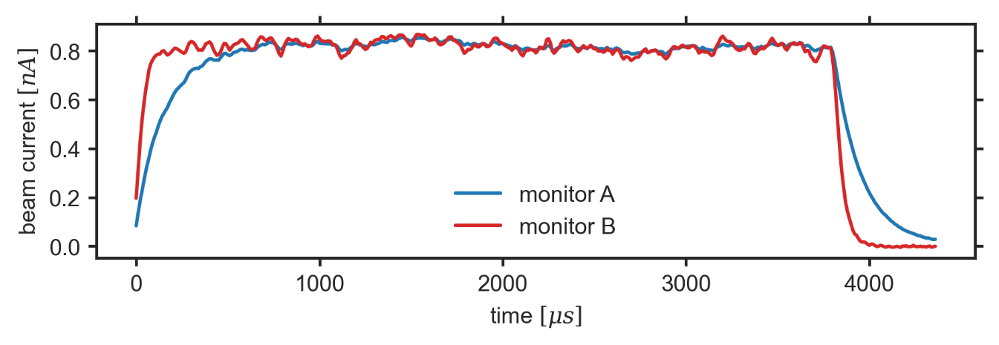 beam current [nA]
0.8
0.6
0.4
0.2
0.0
monitor A
monitor B
0 1000 2000 3000 4000
time [μs]